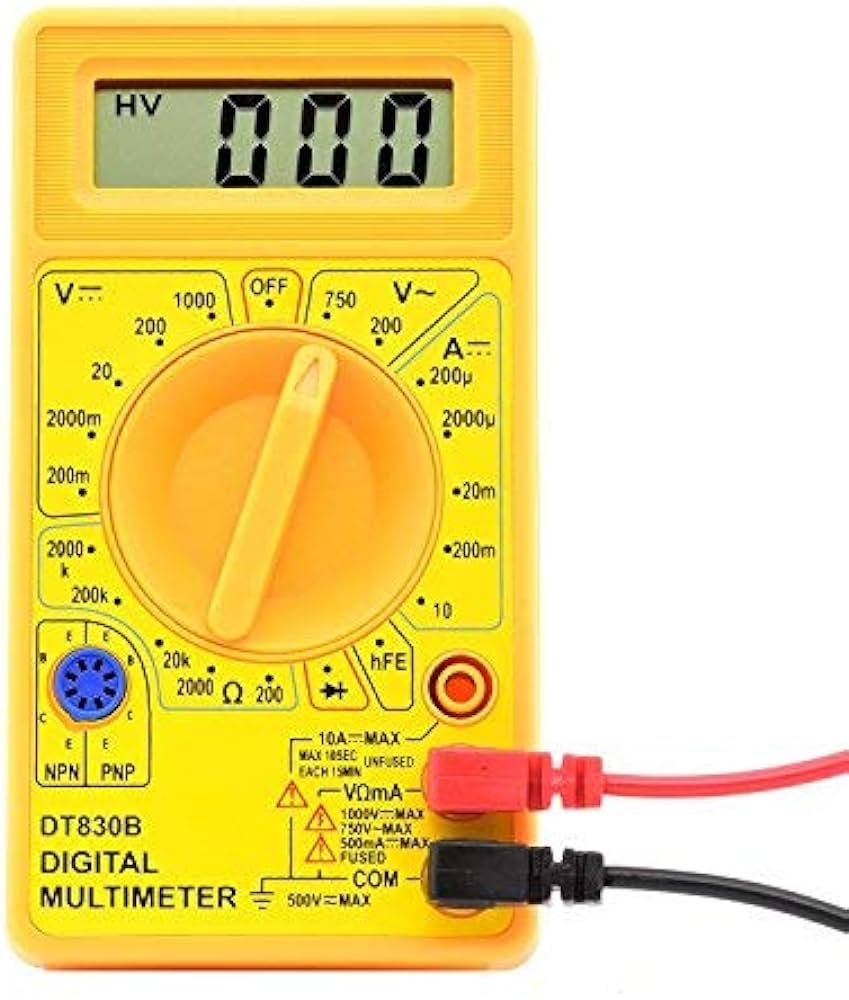 HV 000
V⎓ 1000 OFF 750 V~
200 200
A⎓
20 200µ
2000m 2000µ
200m 20m
2000 k 200m
200k 10
20k hFE
2000 Ω 200
E E
B B
C C
E E
NPN PNP
10A⎓MAX
MAX 10SEC UNFUSED
EACH 15MIN
VΩmA
1000V⎓MAX
750V~MAX
500mA⎓MAX
FUSED
COM
500V≂MAX
DT830B
DIGITAL
MULTIMETER